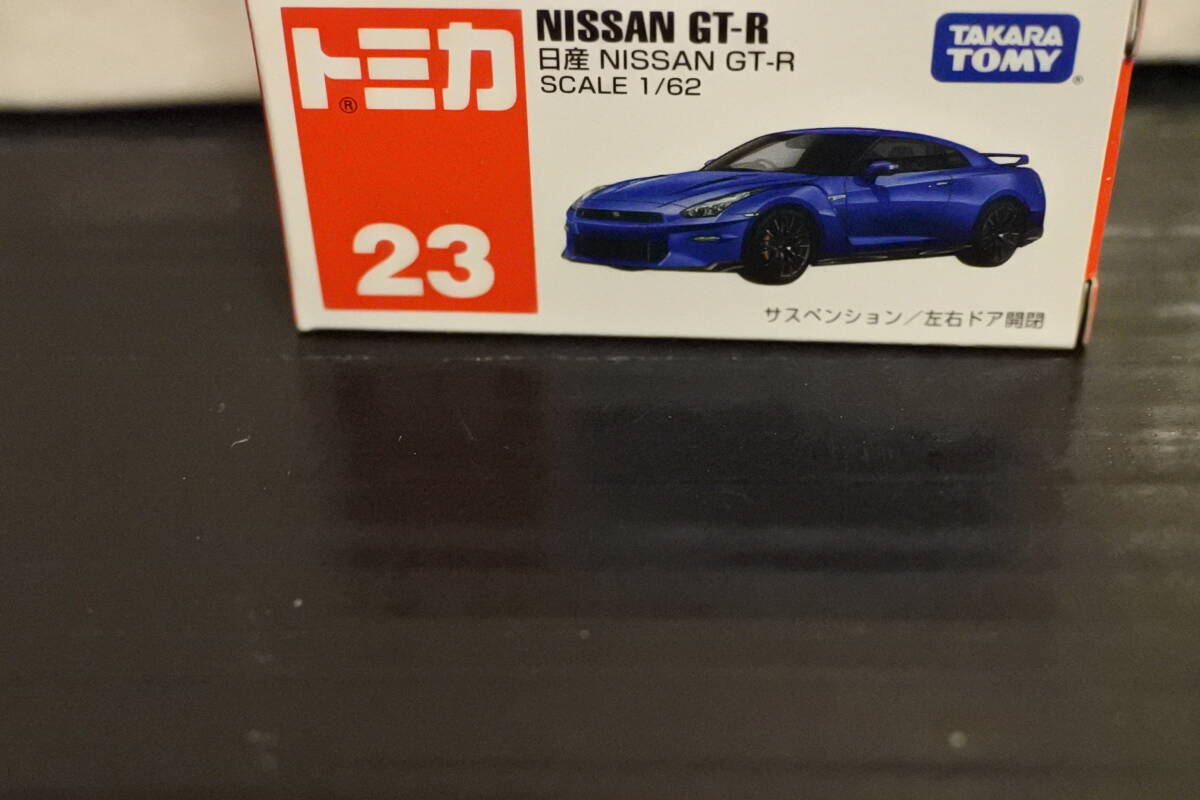 トミカ®
23
NISSAN GT-R
日産 NISSAN GT-R
SCALE 1/62
TAKARA
TOMY®
サスペンション／左右ドア開閉